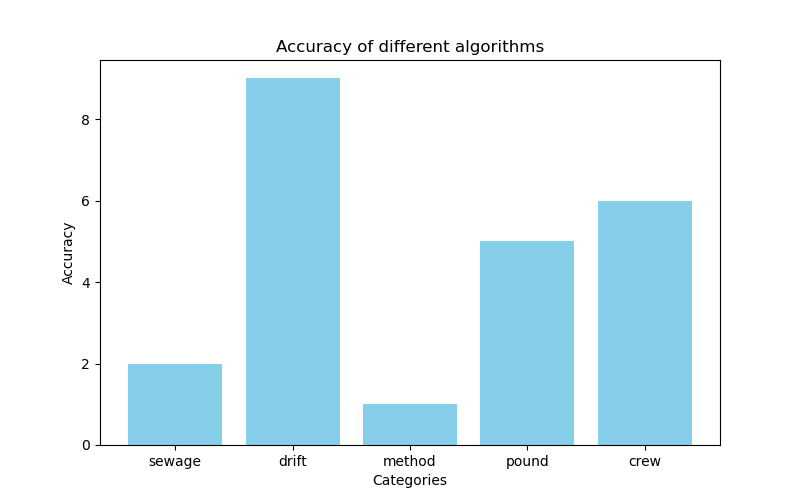 Accuracy of different algorithms
8
6
4
2
0
Accuracy
sewage drift method pound crew
Categories